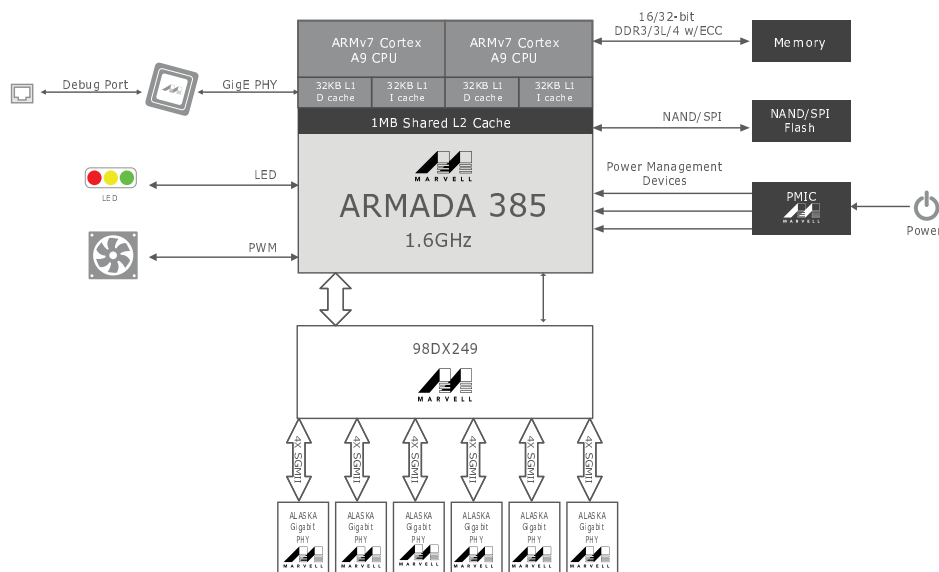 16/32-bit
DDR3/3L/4 w/ECC
Memory
ARMv7 Cortex
A9 CPU
ARMv7 Cortex
A9 CPU
32KB L1
D cache
32KB L1
I cache
32KB L1
D cache
32KB L1
I cache
Debug Port
GigE PHY
1MB Shared L2 Cache
NAND/SPI
NAND/SPI
Flash
MARVELL
ARMADA 385
1.6GHz
LED
LED
Power Management
Devices
PMIC
MARVELL
Power
PWM
98DX249
MARVELL
4X SGMII
4X SGMII
4X SGMII
4X SGMII
4X SGMII
4X SGMII
ALASKA
Gigabit
PHY
MARVELL
ALASKA
Gigabit
PHY
MARVELL
ALASKA
Gigabit
PHY
MARVELL
ALASKA
Gigabit
PHY
MARVELL
ALASKA
Gigabit
PHY
MARVELL
ALASKA
Gigabit
PHY
MARVELL